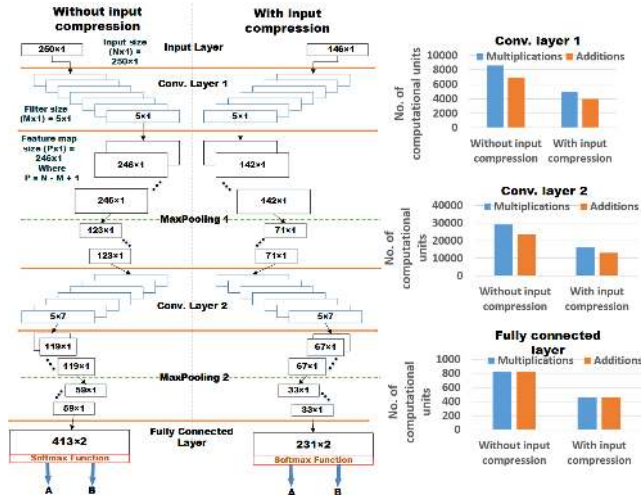 Without input
compression
With input
compression
250×1
Input size
(N×1) =
250×1
Input Layer
146×1
Conv. Layer 1
Filter size
(M×1) = 5×1
5×1
5×1
Feature map
size (P×1) =
246×1
Where
P = N - M + 1
246×1
142×1
246×1
142×1
MaxPooling 1
123×1
71×1
123×1
71×1
Conv. Layer 2
5×7
5×7
119×1
67×1
119×1
67×1
MaxPooling 2
59×1
33×1
59×1
33×1
Fully Connected
Layer
413×2
231×2
Softmax Function
Softmax Function
A
B
A
B
Conv. layer 1
Multiplications
Additions
No. of
computational
units
10000
8000
6000
4000
2000
0
Without input
compression
With input
compression
Conv. layer 2
Multiplications
Additions
No. of
computational
units
40000
30000
20000
10000
0
Without input
compression
With input
compression
Fully connected
layer
Multiplications
Additions
No. of
computational
units
1000
800
600
400
200
0
Without input
compression
With input
compression